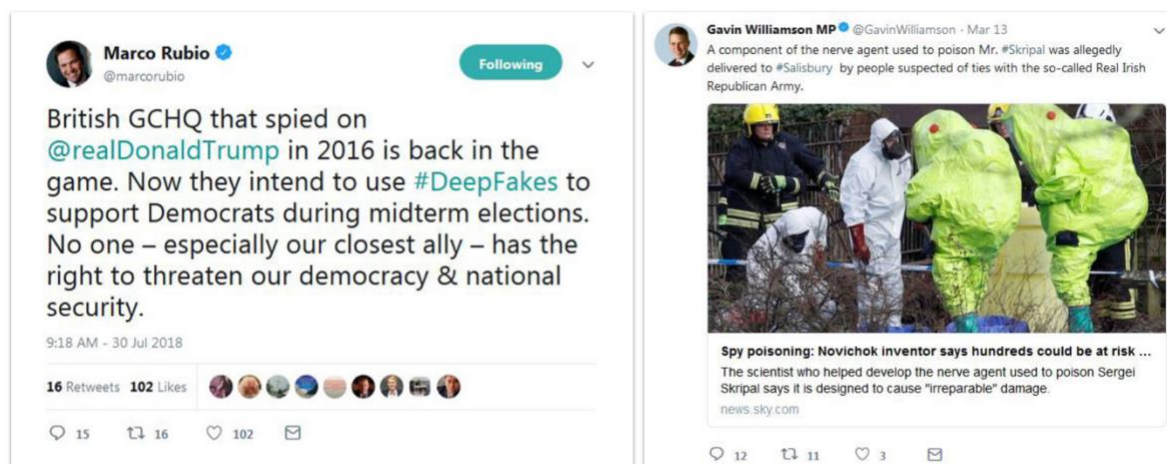 Marco Rubio
@marcorubio
Following
British GCHQ that spied on
@realDonaldTrump in 2016 is back in the
game. Now they intend to use #DeepFakes to
support Democrats during midterm elections.
No one – especially our closest ally – has the
right to threaten our democracy & national
security.
9:18 AM - 30 Jul 2018
16 Retweets 102 Likes
15 16 102
Gavin Williamson MP @GavinWilliamson · Mar 13
A component of the nerve agent used to poison Mr. #Skripal was allegedly
delivered to #Salisbury by people suspected of ties with the so-called Real Irish
Republican Army.
Spy poisoning: Novichok inventor says hundreds could be at risk ...
The scientist who helped develop the nerve agent used to poison Sergei
Skripal says it is designed to cause "irreparable" damage.
news.sky.com
12 11 3